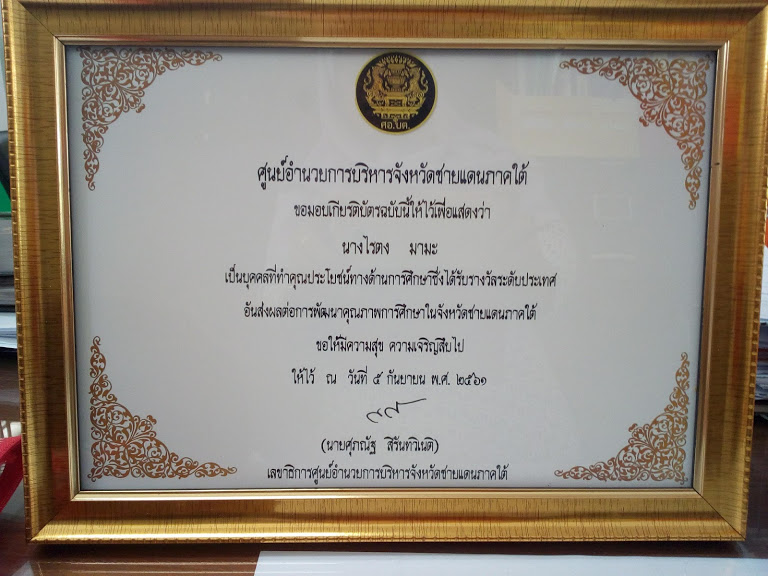 ศอ.บต.
ศูนย์อำนวยการบริหารจังหวัดชายแดนภาคใต้
ขอมอบเกียรติบัตรฉบับนี้ให้ไว้เพื่อแสดงว่า
นางไรตง มามะ
เป็นบุคคลที่ทำคุณประโยชน์ทางด้านการศึกษาซึ่งได้รับรางวัลระดับประเทศ
อันส่งผลต่อการพัฒนาคุณภาพการศึกษาในจังหวัดชายแดนภาคใต้
ขอให้มีความสุข ความเจริญสืบไป
ให้ไว้ ณ วันที่ ๕ กันยายน พ.ศ. ๒๕๖๑
(นายศุภณัฐ สิรันทวิเนติ)
เลขาธิการศูนย์อำนวยการบริหารจังหวัดชายแดนภาคใต้